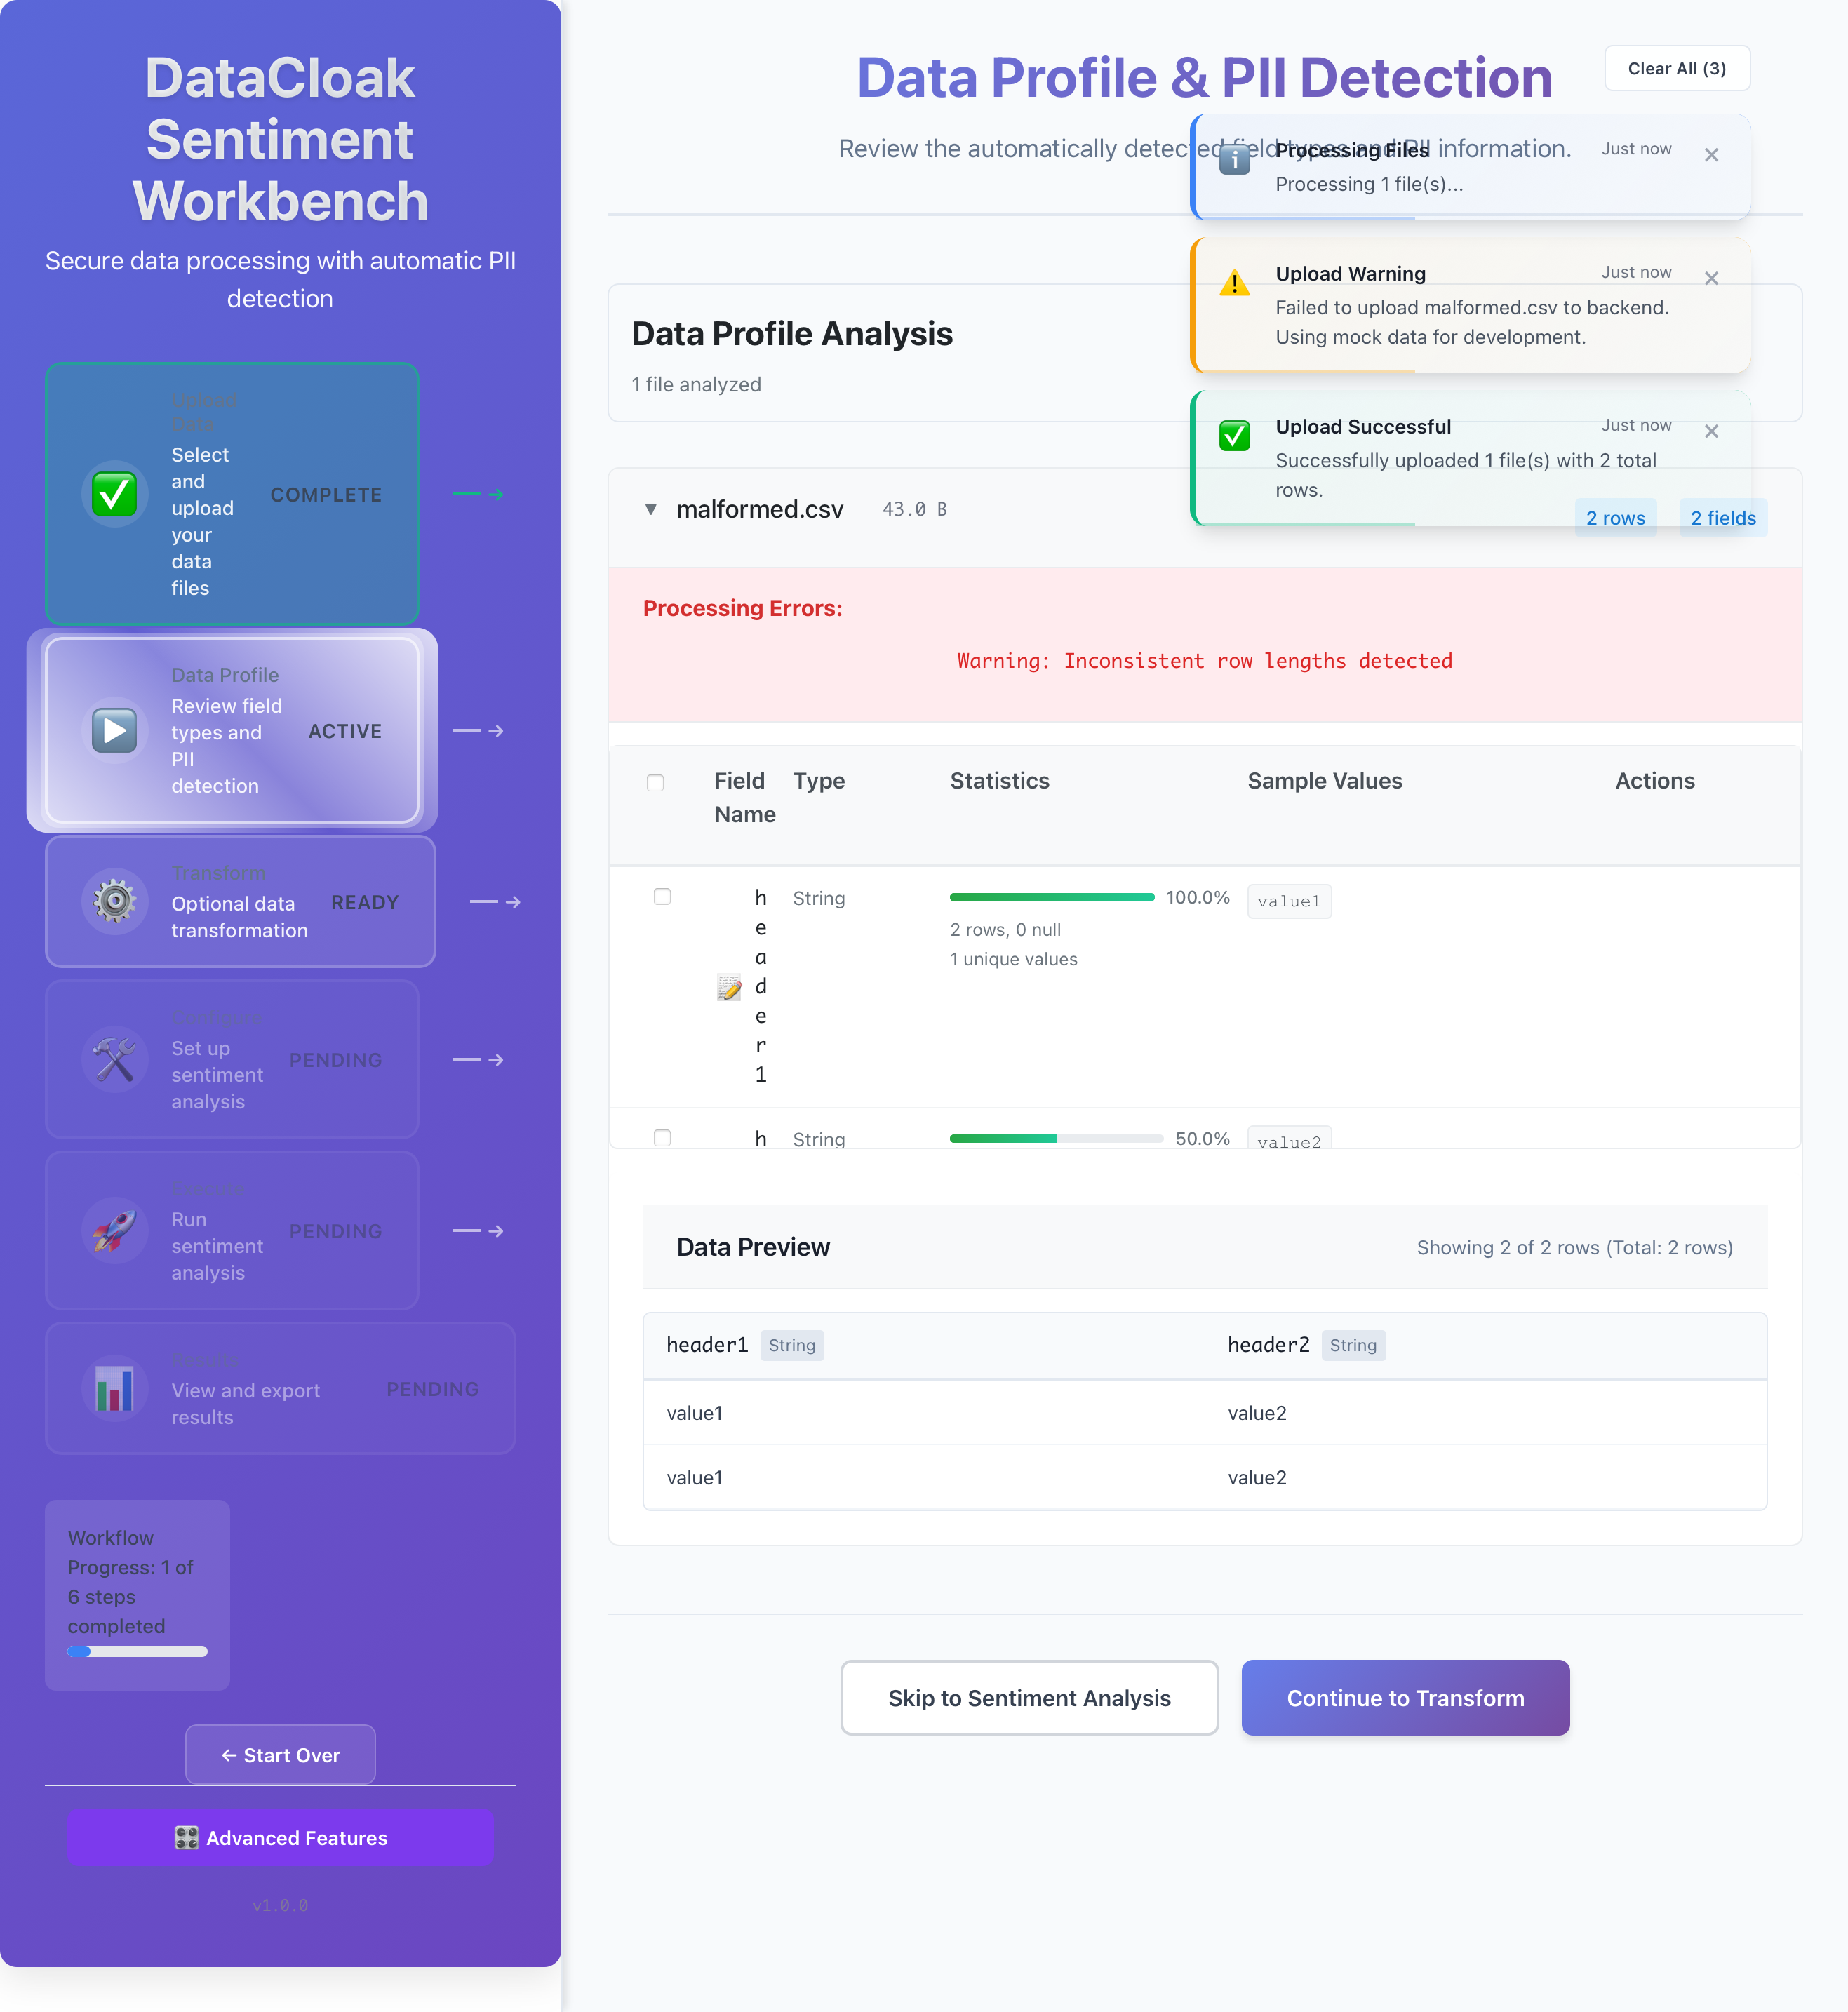 DataCloak
Sentiment
Workbench
Secure data processing with automatic PII
detection
Upload
Data
Select
and
upload
your
data
files
COMPLETE
Data Profile
Review field
types and
PII
detection
ACTIVE
Transform
Optional data
transformation
READY
Configure
Set up
sentiment
analysis
PENDING
Execute
Run
sentiment
analysis
PENDING
Results
View and export
results
PENDING
Workflow
Progress: 1 of
6 steps
completed
← Start Over
Advanced Features
v1.0.0
Data Profile & PII Detection
Clear All (3)
Review the automatically detected field types and PII information.
Processing Files
Just now
Processing 1 file(s)...
Upload Warning
Just now
Failed to upload malformed.csv to backend.
Using mock data for development.
Upload Successful
Just now
Successfully uploaded 1 file(s) with 2 total
rows.
Data Profile Analysis
1 file analyzed
▼ malformed.csv 43.0 B
2 rows 2 fields
Processing Errors:
Warning: Inconsistent row lengths detected
Field
Name
Type
Statistics
Sample Values
Actions
h
e
a
d
e
r
1
String
100.0%
2 rows, 0 null
1 unique values
value1
h
String
50.0%
value2
Data Preview
Showing 2 of 2 rows (Total: 2 rows)
header1 String
header2 String
value1 value2
value1 value2
Skip to Sentiment Analysis
Continue to Transform